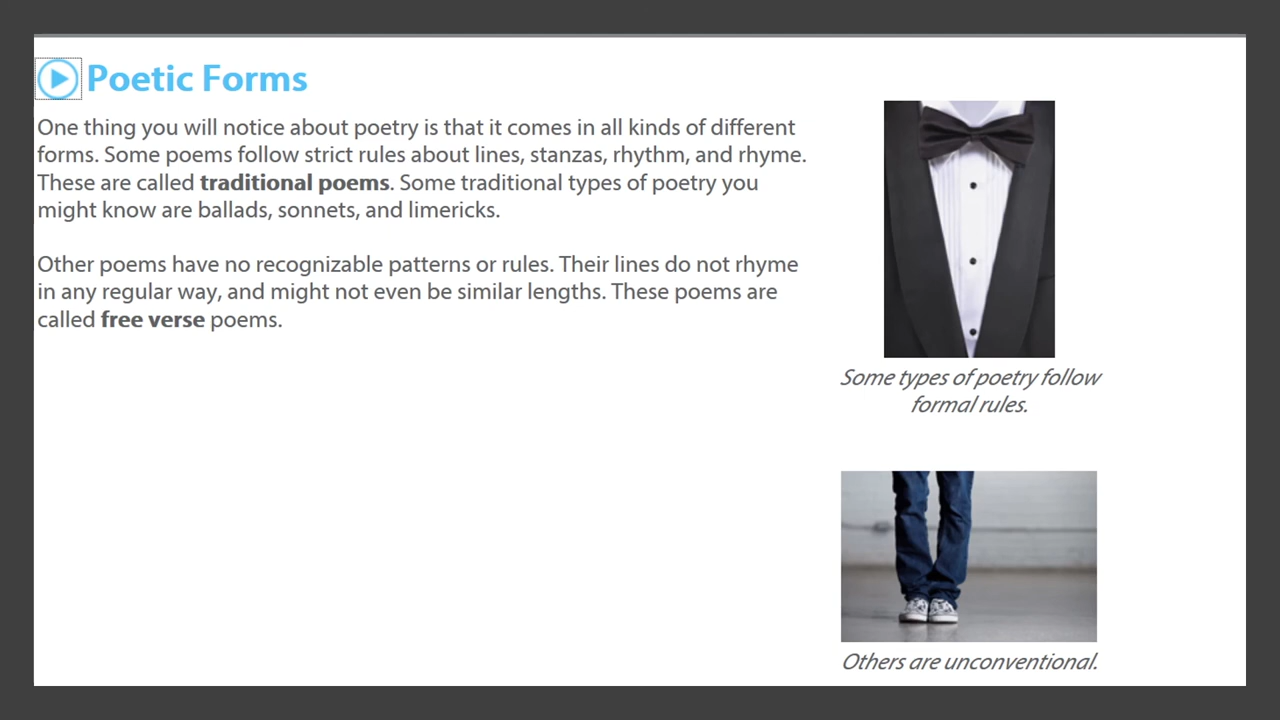 Poetic Forms
One thing you will notice about poetry is that it comes in all kinds of different
forms. Some poems follow strict rules about lines, stanzas, rhythm, and rhyme.
These are called traditional poems. Some traditional types of poetry you
might know are ballads, sonnets, and limericks.
Other poems have no recognizable patterns or rules. Their lines do not rhyme
in any regular way, and might not even be similar lengths. These poems are
called free verse poems.
Some types of poetry follow
formal rules.
Others are unconventional.